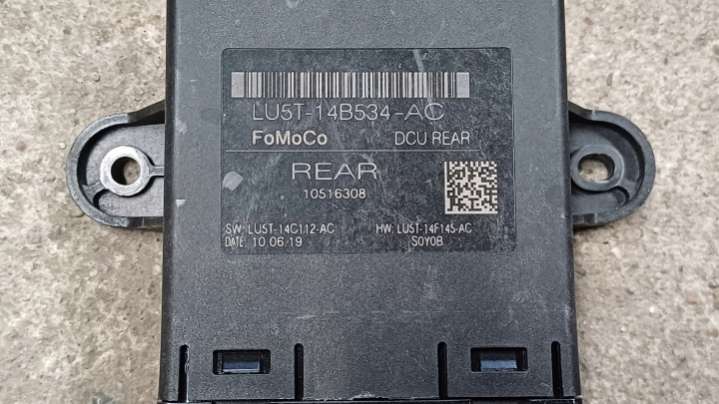 LU5T-14B534-AC
FoMoCo DCU REAR
REAR
10516308
SW: LU5T-14C112-AC HW: LU5T-14F145-AC
DATE: 10.06.19 S0Y0B